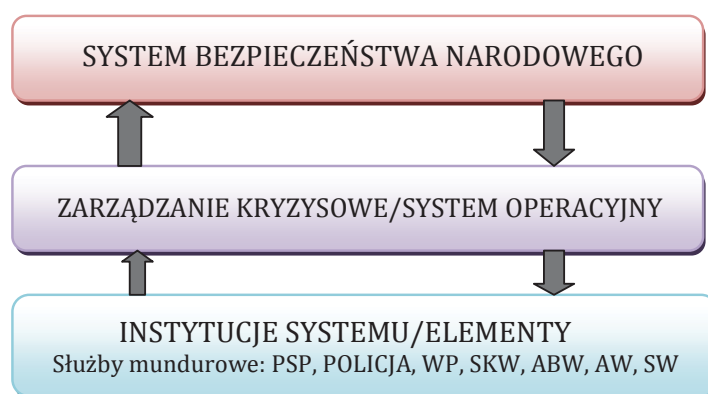 SYSTEM BEZPIECZEŃSTWA NARODOWEGO
ZARZĄDZANIE KRYZYSOWE/SYSTEM OPERACYJNY
INSTYTUCJE SYSTEMU/ELEMENTY
Służby mundurowe: PSP, POLICJA, WP, SKW, ABW, AW, SW